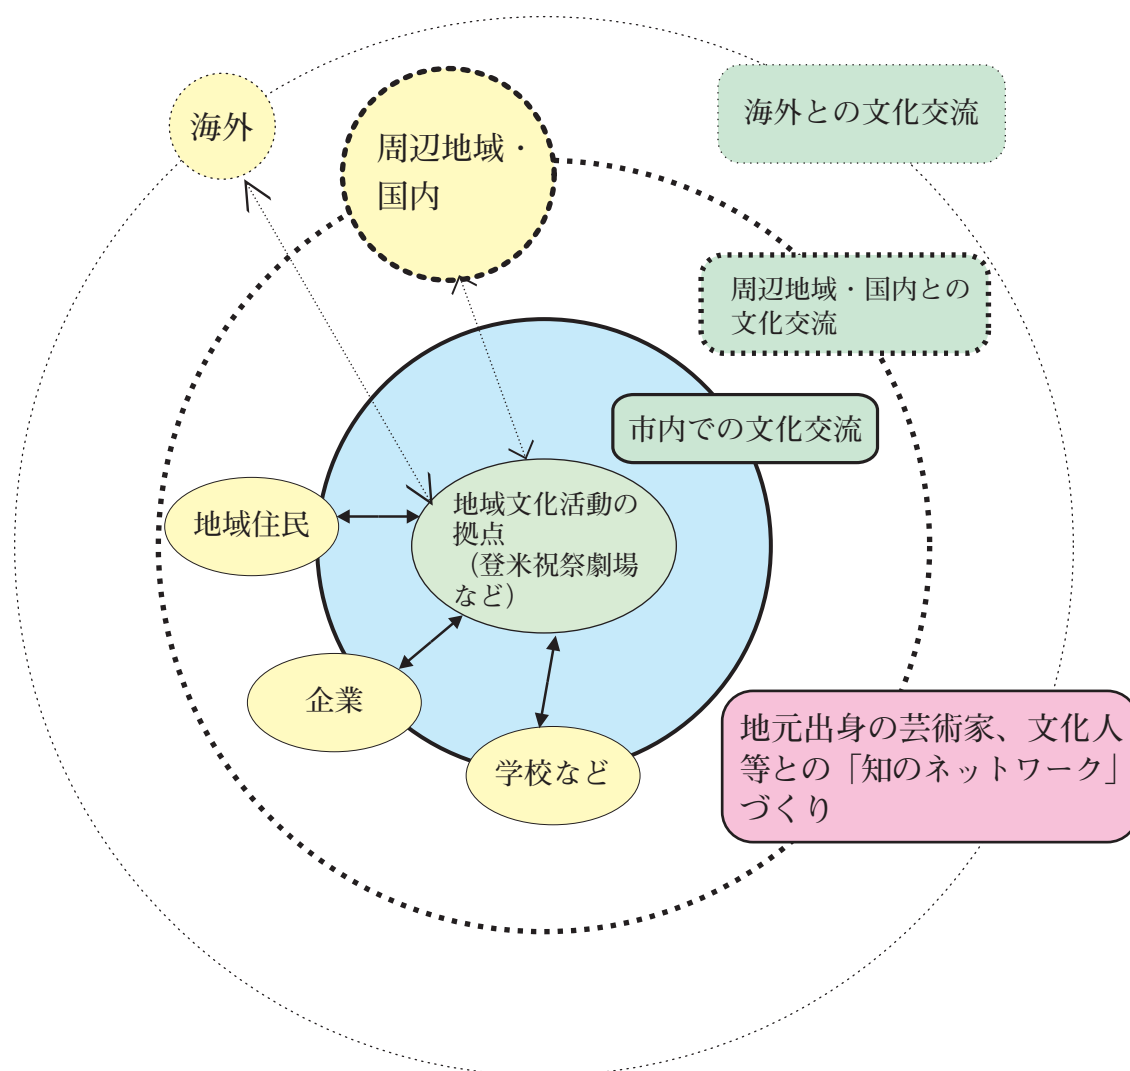 海外
周辺地域・
国内
海外との文化交流
周辺地域・国内との
文化交流
市内での文化交流
地域文化活動の
拠点
（登米祝祭劇場
など）
地域住民
企業
学校など
地元出身の芸術家、文化人
等との「知のネットワーク」
づくり